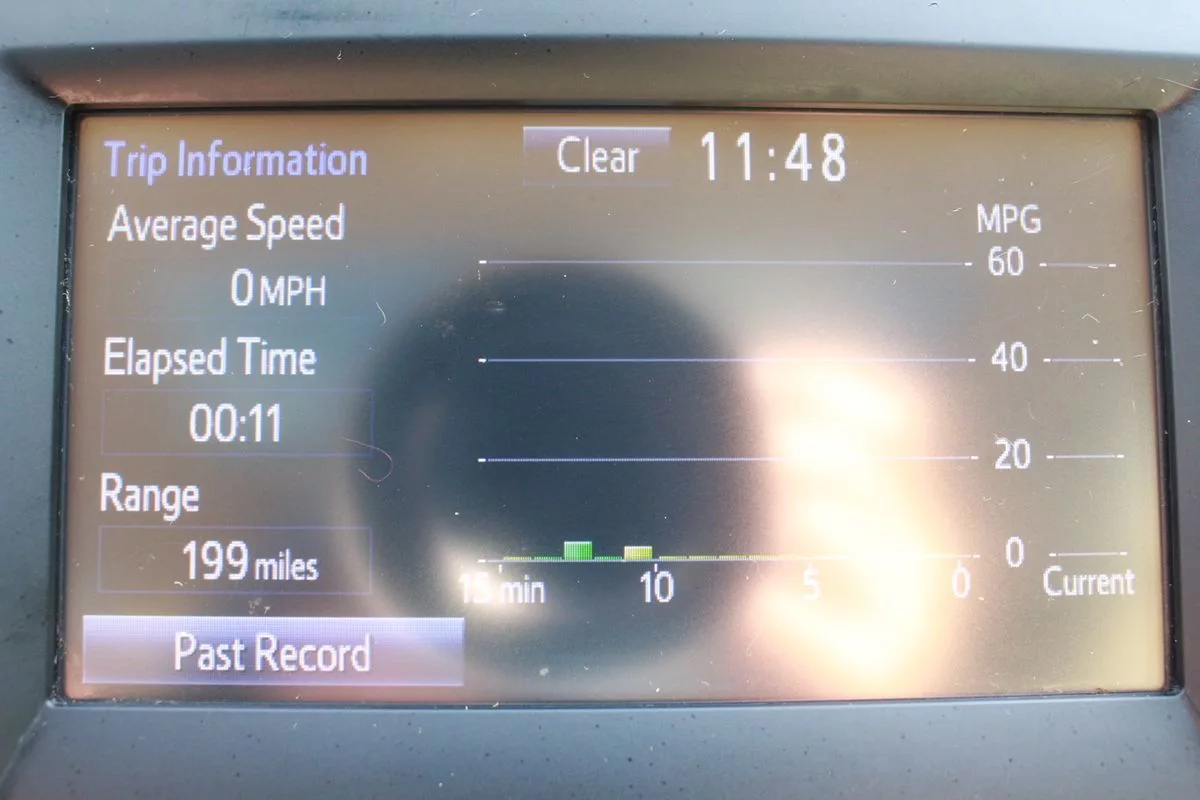 Trip Information
Clear
11:48
Average Speed
0 MPH
Elapsed Time
00:11
Range
199 miles
Past Record
MPG
60
40
20
0
15 min
10
5
0
Current